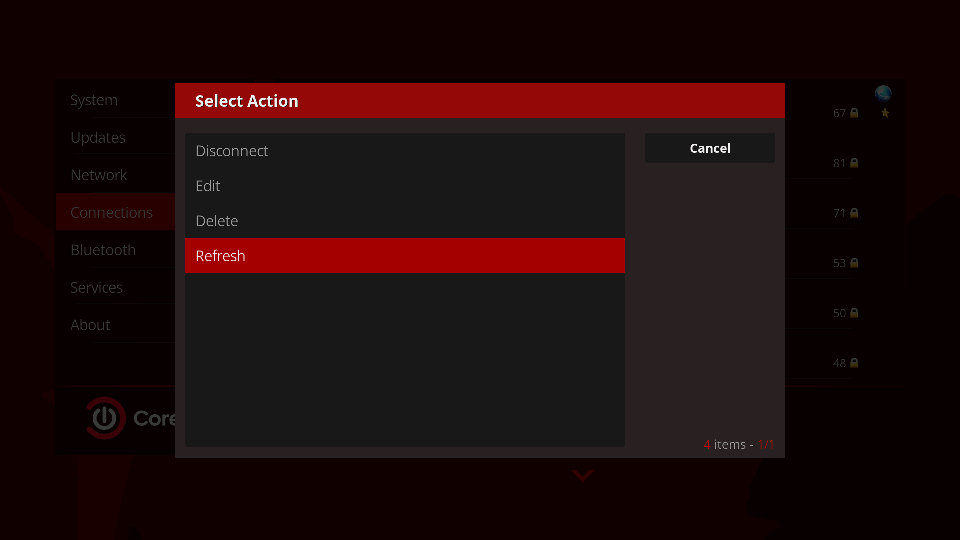 Select Action
System
Updates
Network
Connections
Bluetooth
Services
About
Disconnect
Edit
Delete
Refresh
Cancel
67
81
71
53
50
48
Core
4 items - 1/1